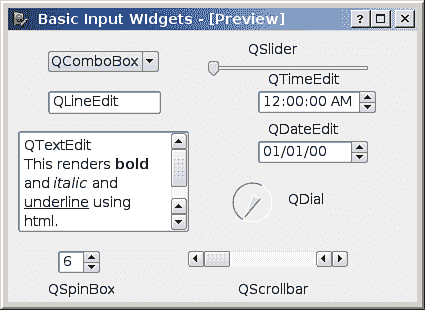 Basic Input WIdgets - [Preview]
QComboBox
QSlider
QTimeEdit
QLineEdit
12:00:00 AM
QDateEdit
QTextEdit
This renders bold
and italic and
underline using
html.
01/01/00
QDial
6
QSpinBox
QScrollbar